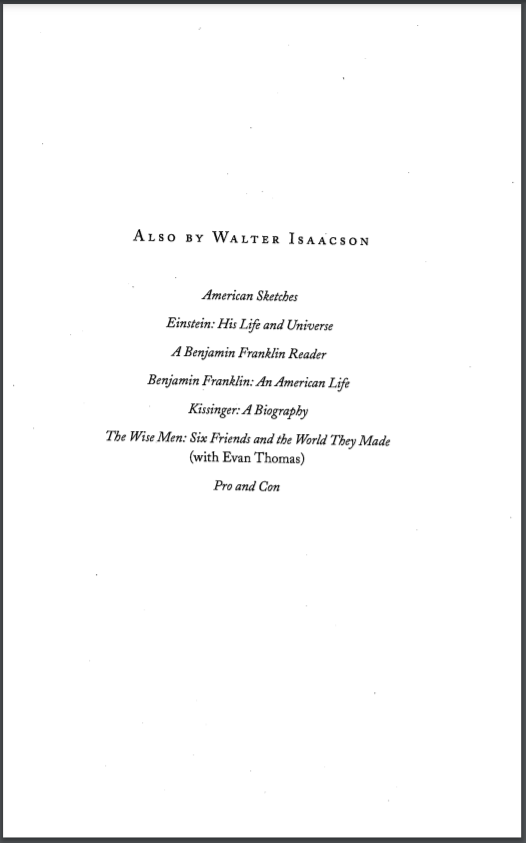 Also by Walter Isaacson
American Sketches
Einstein: His Life and Universe
A Benjamin Franklin Reader
Benjamin Franklin: An American Life
Kissinger: A Biography
The Wise Men: Six Friends and the World They Made
(with Evan Thomas)
Pro and Con